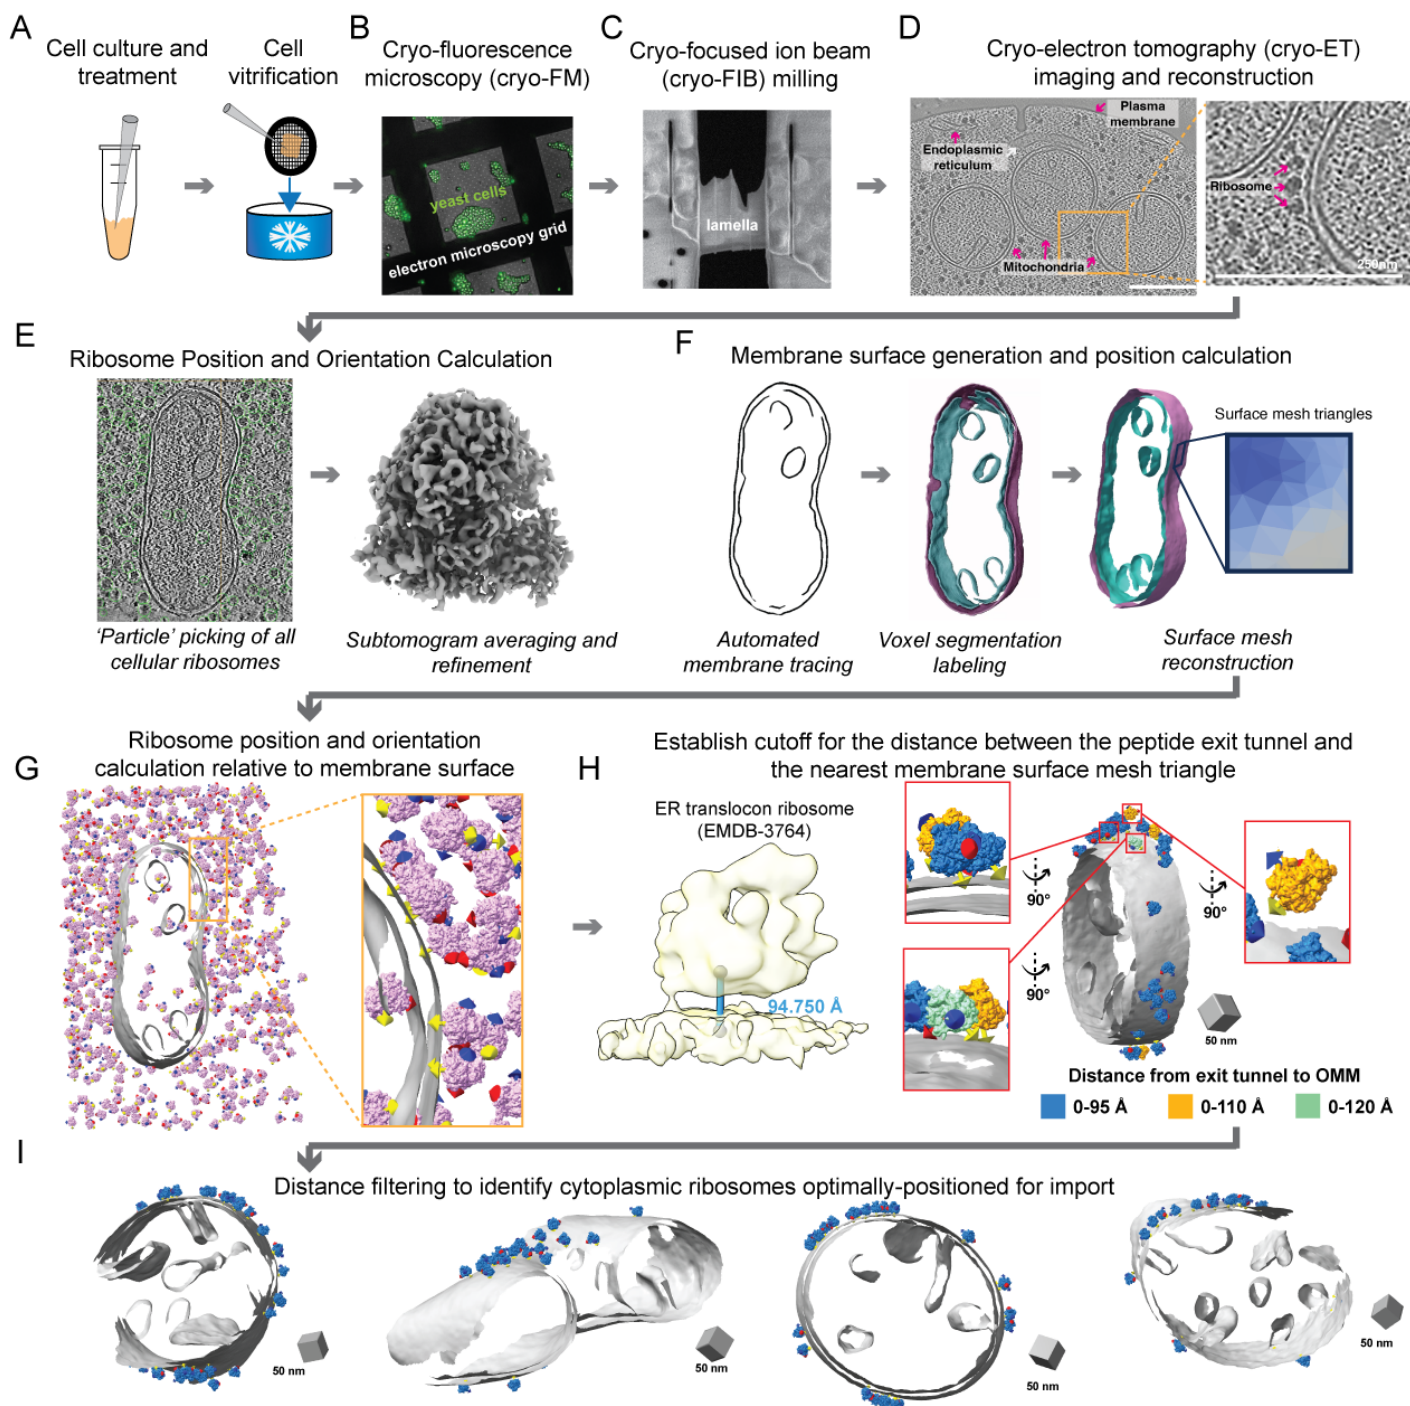 A
Cell culture and
treatment
Cell
vitrification
B
Cryo-fluorescence
microscopy (cryo-FM)
yeast cells
electron microscopy grid
C
Cryo-focused ion beam
(cryo-FIB) milling
lamella
D
Cryo-electron tomography (cryo-ET)
imaging and reconstruction
Plasma
membrane
Endoplasmic
reticulum
Mitochondria
Ribosome
250nm
E
Ribosome Position and Orientation Calculation
'Particle' picking of all
cellular ribosomes
Subtomogram averaging and
refinement
F
Membrane surface generation and position calculation
Surface mesh triangles
Automated
membrane tracing
Voxel segmentation
labeling
Surface mesh
reconstruction
G
Ribosome position and orientation
calculation relative to membrane surface
H
Establish cutoff for the distance between the peptide exit tunnel and
the nearest membrane surface mesh triangle
ER translocon ribosome
(EMDB-3764)
94.750 Å
90°
90°
90°
50 nm
Distance from exit tunnel to OMM
0-95 Å
0-110 Å
0-120 Å
I
Distance filtering to identify cytoplasmic ribosomes optimally-positioned for import
50 nm
50 nm
50 nm
50 nm